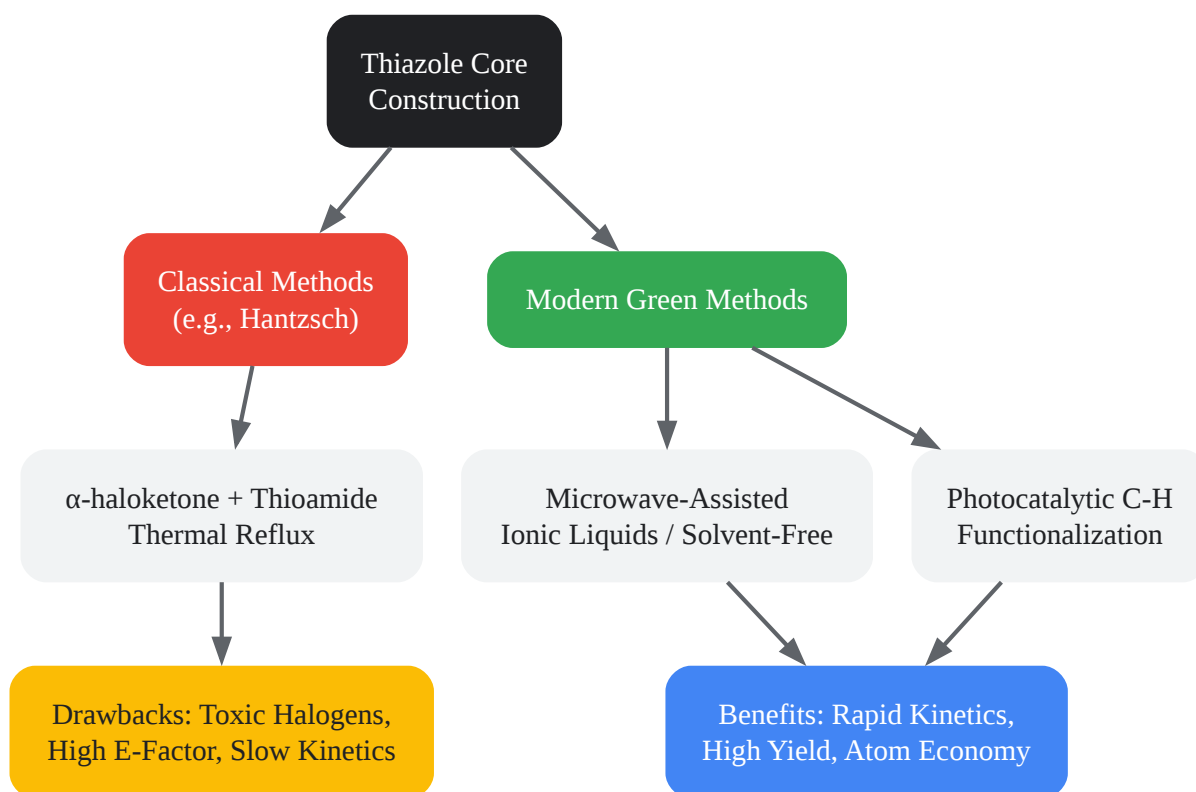 Thiazole Core
Construction
Classical Methods
(e.g., Hantzsch)
Modern Green Methods
α-haloketone + Thioamide
Thermal Reflux
Microwave-Assisted
Ionic Liquids / Solvent-Free
Photocatalytic C-H
Functionalization
Drawbacks: Toxic Halogens,
High E-Factor, Slow Kinetics
Benefits: Rapid Kinetics,
High Yield, Atom Economy